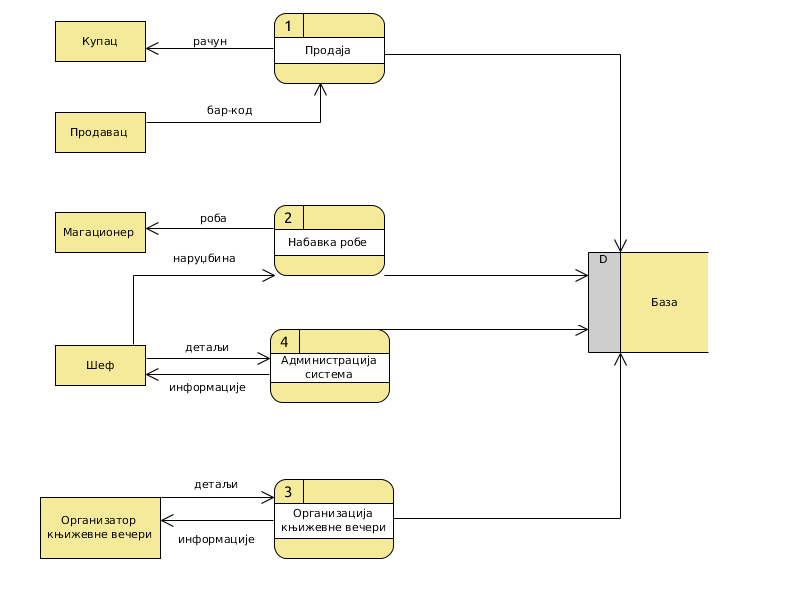 1
Купац
рачун
Продаја
бар-код
Продавац
2
роба
Магационер
Набавка робе
наруџбина
D
База
4
детаљи
Шеф
Администрација
система
информације
детаљи
3
Организатор
књижевне вечери
Организација
књижевне вечери
информације